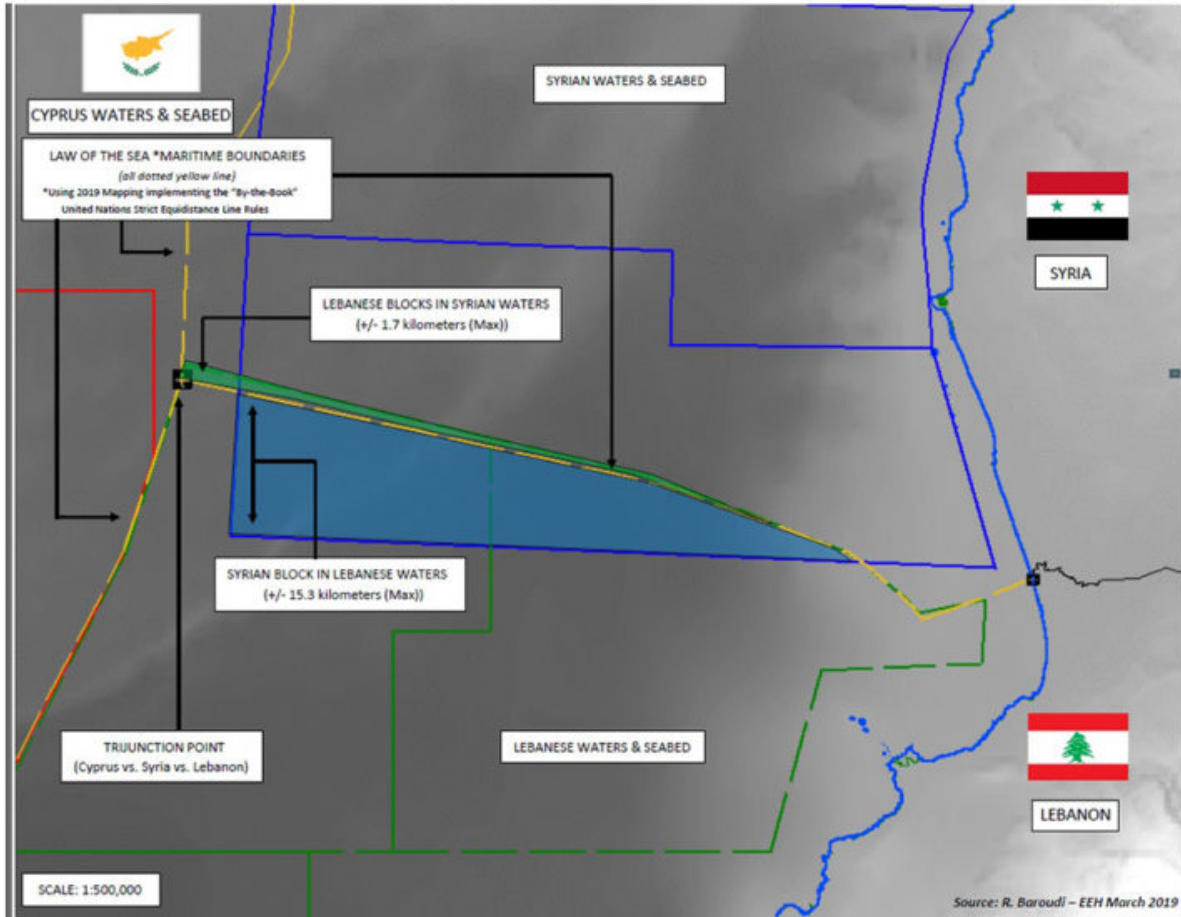 SYRIAN WATERS & SEABED
CYPRUS WATERS & SEABED
LAW OF THE SEA *MARITIME BOUNDARIES
(all dotted yellow line)
*Using 2019 Mapping implementing the "By-the-Book"
United Nations Strict Equidistance Line Rules
SYRIA
LEBANESE BLOCKS IN SYRIAN WATERS
(+/- 1.7 kilometers (Max))
SYRIAN BLOCK IN LEBANESE WATERS
(+/- 15.3 kilometers (Max))
TRIJUNCTION POINT
(Cyprus vs. Syria vs. Lebanon)
LEBANESE WATERS & SEABED
LEBANON
SCALE: 1:500,000
Source: R. Baroudi – EEH March 2019